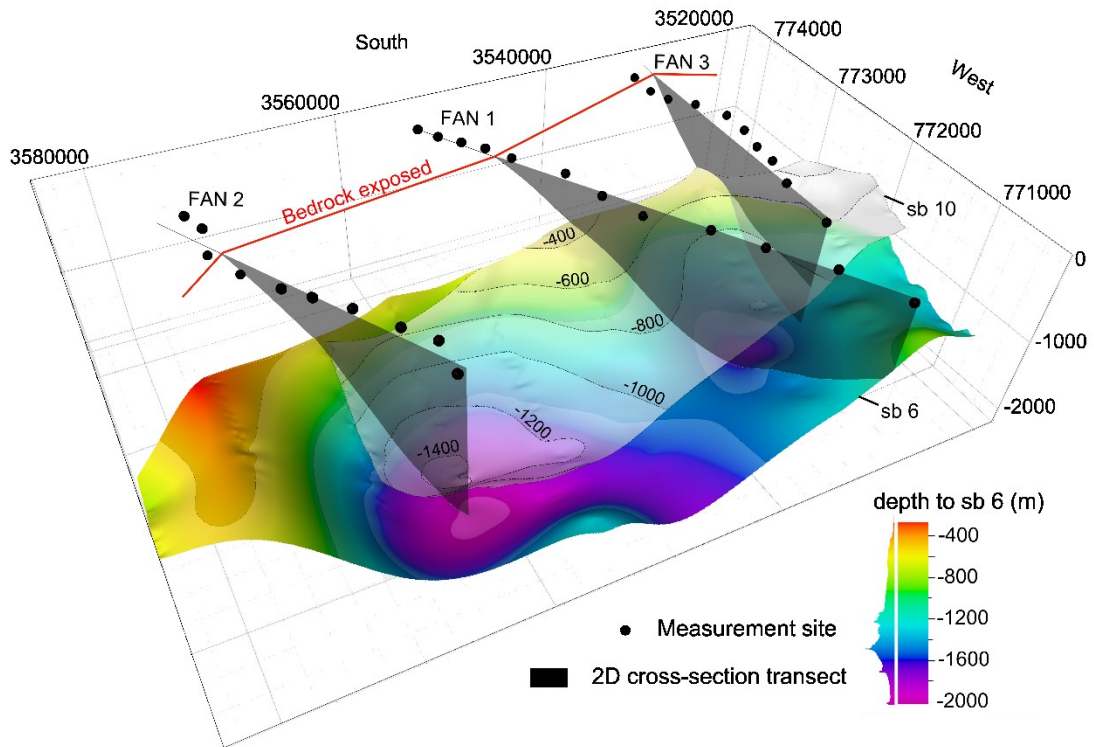 South
3520000
774000
FAN 3
West
3540000
773000
3560000
FAN 1
772000
3580000
771000
FAN 2
Bedrock exposed
sb 10
-400
0
-600
-800
-1000
-1000
sb 6
-2000
-1200
-1400
depth to sb 6 (m)
-400
-800
-1200
-1600
-2000
Measurement site
2D cross-section transect